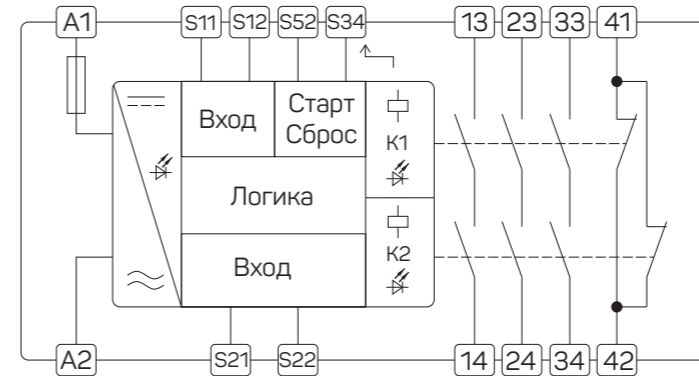 A1 S11 S12 S52 S34 13 23 33 41
Вход
Старт
Сброс
K1
Логика
K2
Вход
A2 S21 S22 14 24 34 42